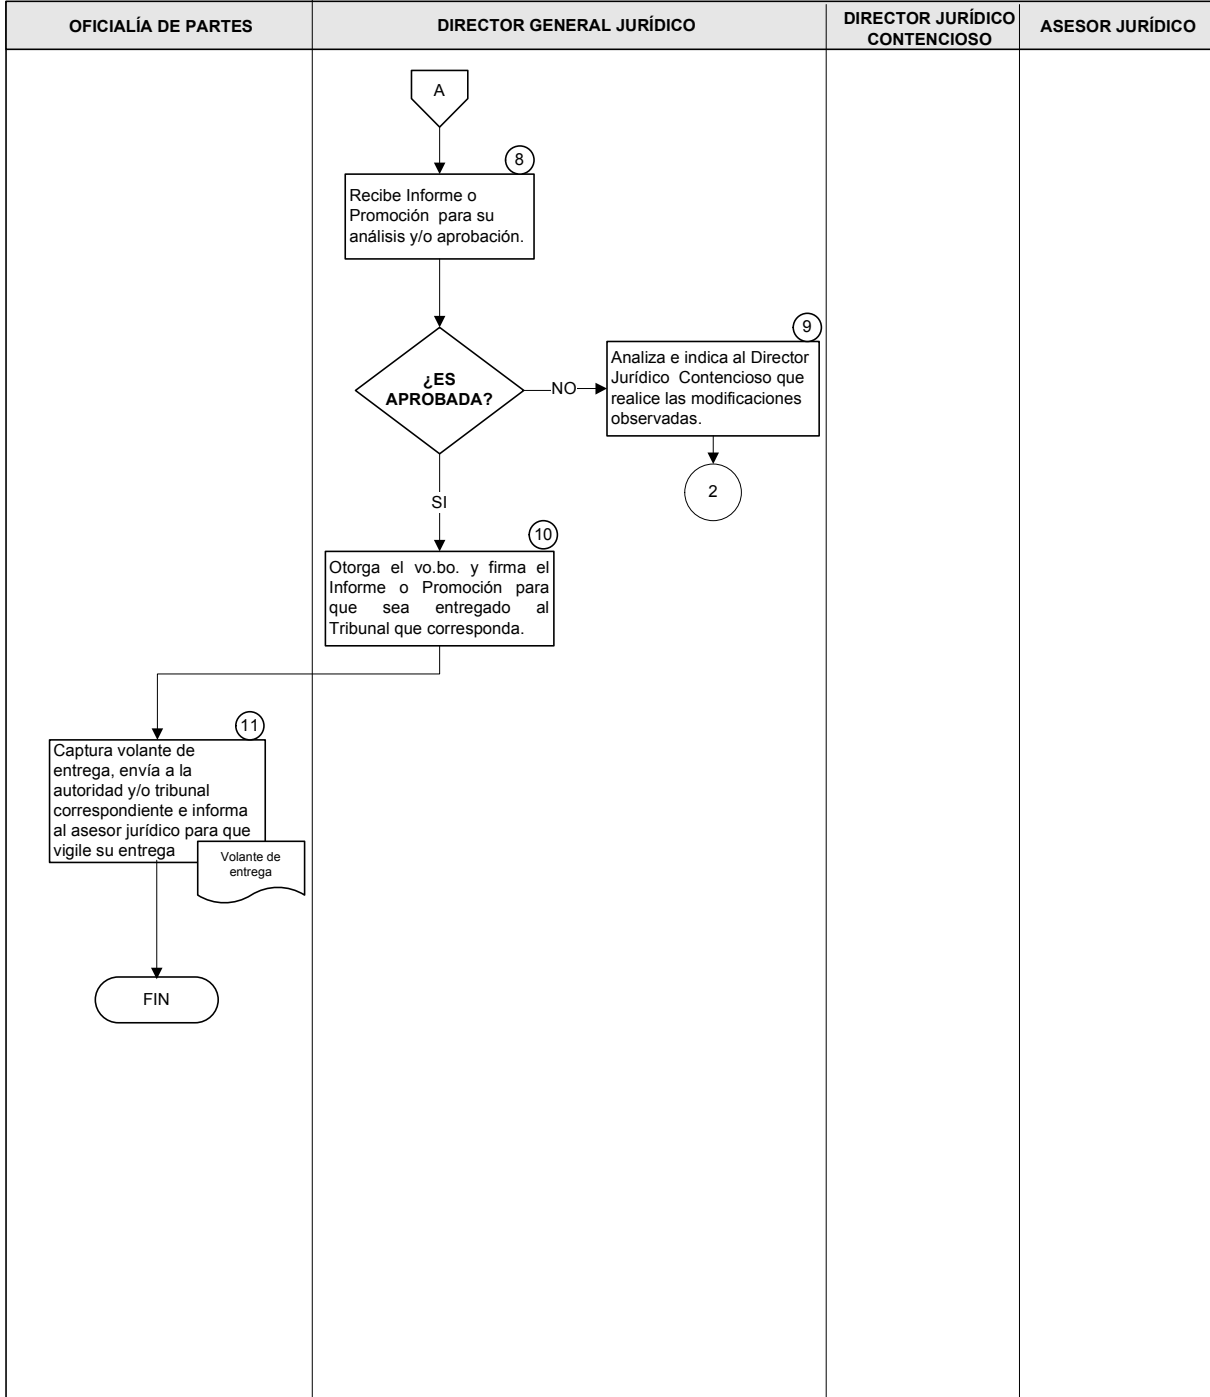 OFICIALÍA DE PARTES
DIRECTOR GENERAL JURÍDICO
DIRECTOR JURÍDICO
CONTENCIOSO
ASESOR JURÍDICO
A
8
Recibe Informe o
Promoción para su
análisis y/o aprobación.
¿ES
APROBADA?
NO
9
Analiza e indica al Director
Jurídico Contencioso que
realice las modificaciones
observadas.
2
SI
10
Otorga el vo.bo. y firma el
Informe o Promoción para
que sea entregado al
Tribunal que corresponda.
11
Captura volante de
entrega, envía a la
autoridad y/o tribunal
correspondiente e informa
al asesor jurídico para que
vigile su entrega
Volante de
entrega
FIN